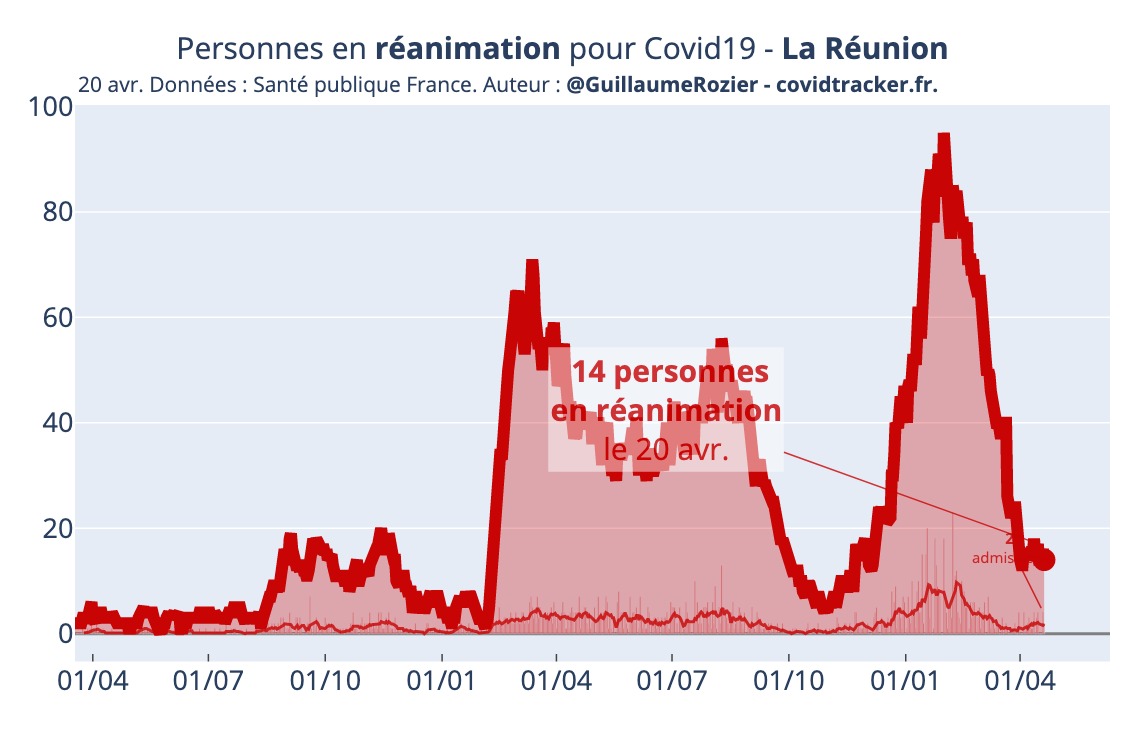 Personnes en réanimation pour Covid19 - La Réunion
20 avr. Données : Santé publique France. Auteur : @GuillaumeRozier - covidtracker.fr.
100
80
60
40
20
0
14 personnes
en réanimation
le 20 avr.
01/04 01/07 01/10 01/01 01/04 01/07 01/10 01/01 01/04